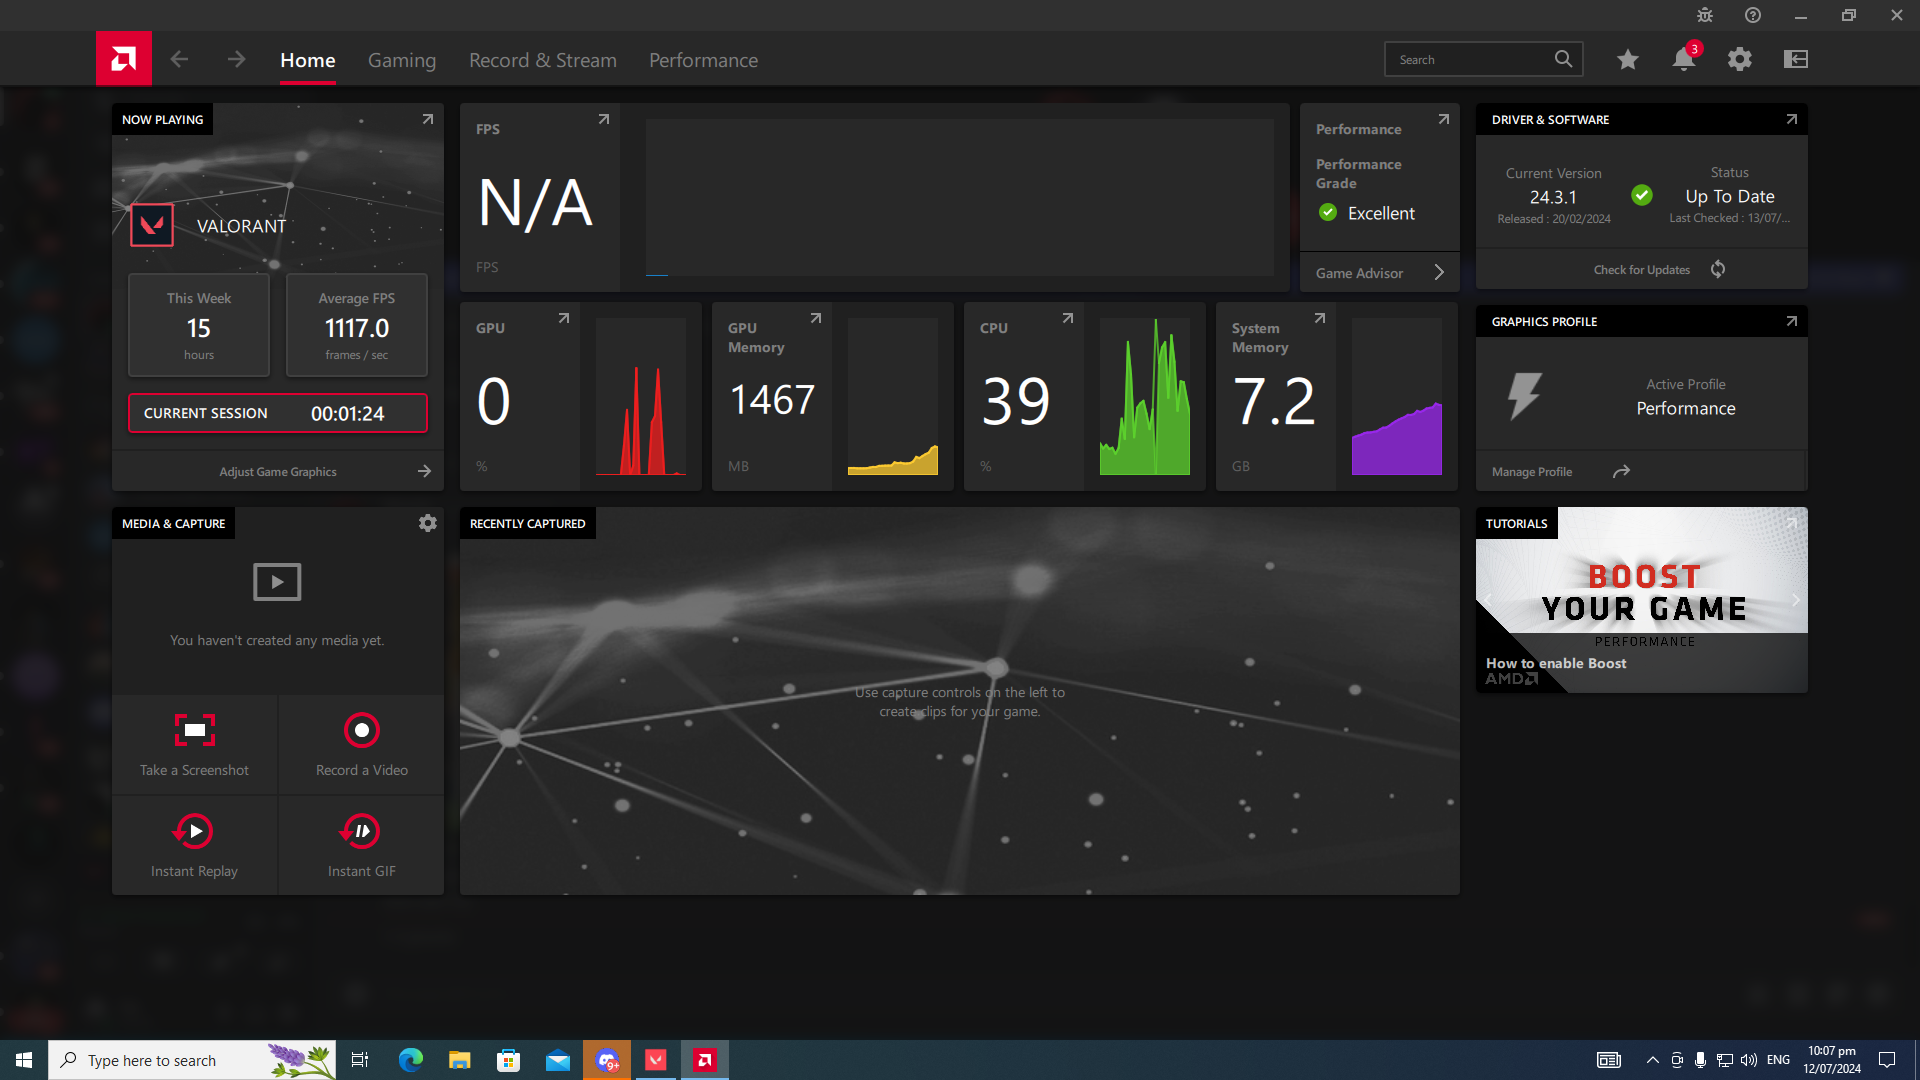 Home
Gaming
Record & Stream
Performance
Search
3
NOW PLAYING
VALORANT
This Week
15
hours
Average FPS
1117.0
frames / sec
CURRENT SESSION
00:01:24
Adjust Game Graphics
FPS
N/A
FPS
Performance
Performance
Grade
Excellent
Game Advisor
DRIVER & SOFTWARE
Current Version
24.3.1
Released : 20/02/2024
Status
Up To Date
Last Checked : 13/07/...
Check for Updates
GPU
0
%
GPU
Memory
1467
MB
CPU
39
%
System
Memory
7.2
GB
GRAPHICS PROFILE
Active Profile
Performance
Manage Profile
MEDIA & CAPTURE
You haven't created any media yet.
Take a Screenshot
Record a Video
Instant Replay
Instant GIF
RECENTLY CAPTURED
Use capture controls on the left to
create clips for your game.
TUTORIALS
BOOST
YOUR GAME
PERFORMANCE
How to enable Boost
AMD
Type here to search
9+
ENG
10:07 pm
12/07/2024